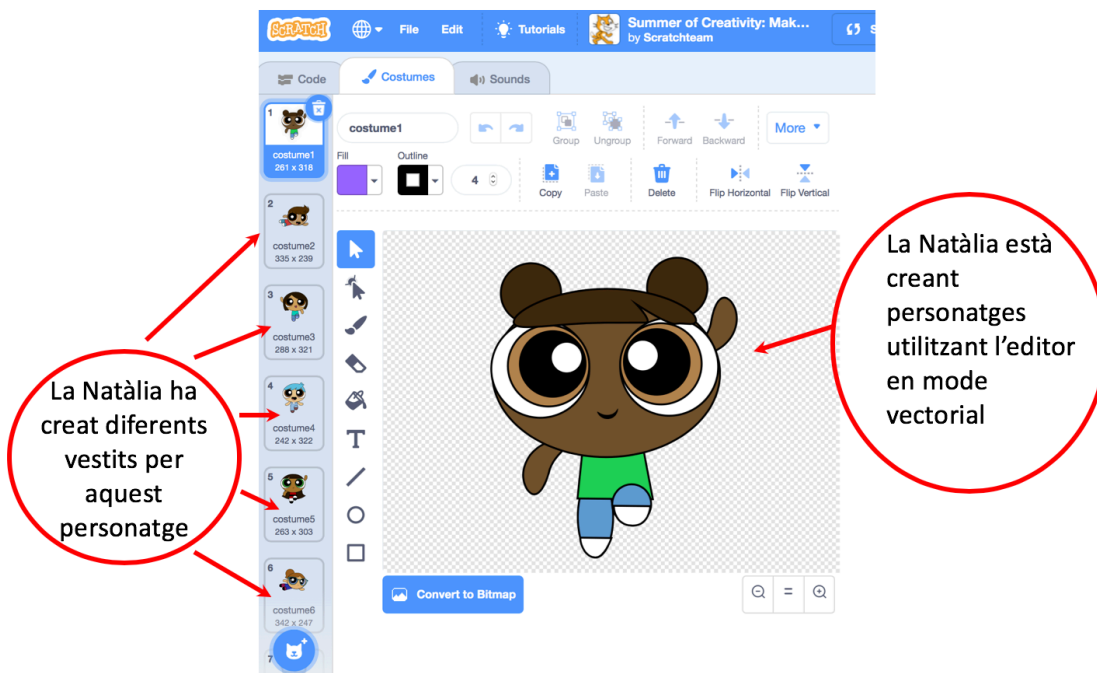 SCRATCH
File
Edit
Tutorials
Summer of Creativity: Mak...
by Scratchteam
S
Code
Costumes
Sounds
1
costume1
261 x 318
2
costume2
335 x 239
3
costume3
288 x 321
4
costume4
242 x 322
5
costume5
263 x 303
6
costume6
342 x 247
7
costume1
Group
Ungroup
Forward
Backward
More
Fill
Outline
4
Copy
Paste
Delete
Flip Horizontal
Flip Vertical
T
Convert to Bitmap
=
La Natàlia ha
creat diferents
vestits per
aquest
personatge
La Natàlia està
creant
personatges
utilitzant l’editor
en mode
vectorial